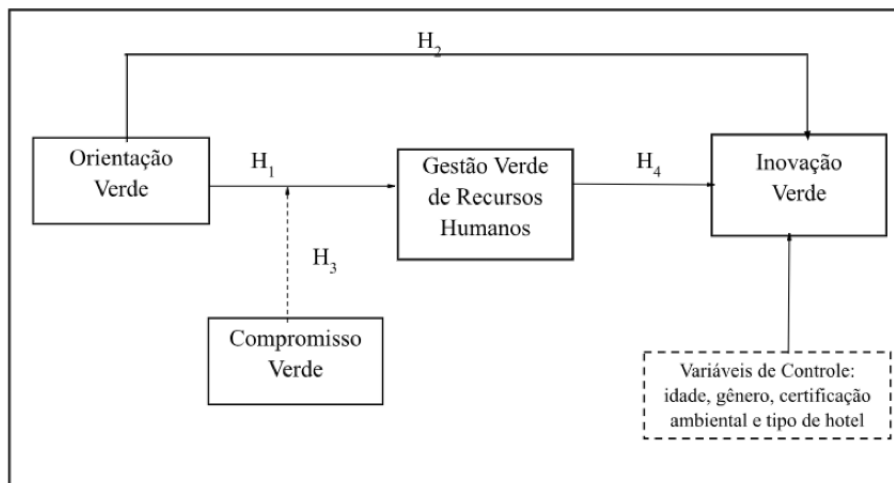 H2
Orientação
Verde
H1
Gestão Verde
de Recursos
Humanos
H4
Inovação
Verde
H3
Compromisso
Verde
Variáveis de Controle:
idade, gênero, certificação
ambiental e tipo de hotel